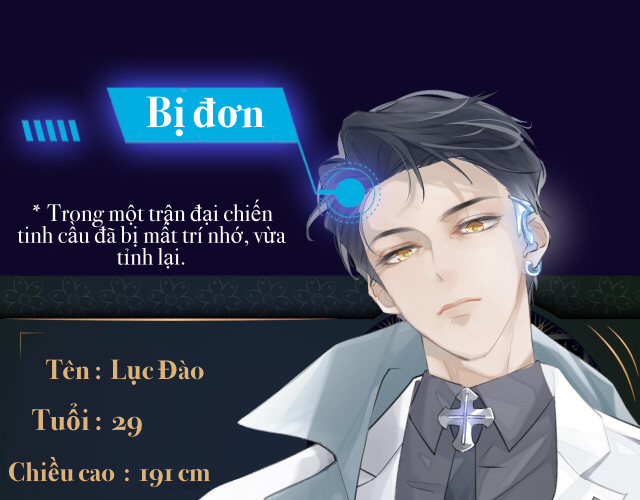 Bị đơn
* Trong một trận đại chiến
tinh cầu đã bị mất trí nhớ, vừa
tỉnh lại.
Tên : Lục Đào
Tuổi : 29
Chiều cao : 191 cm